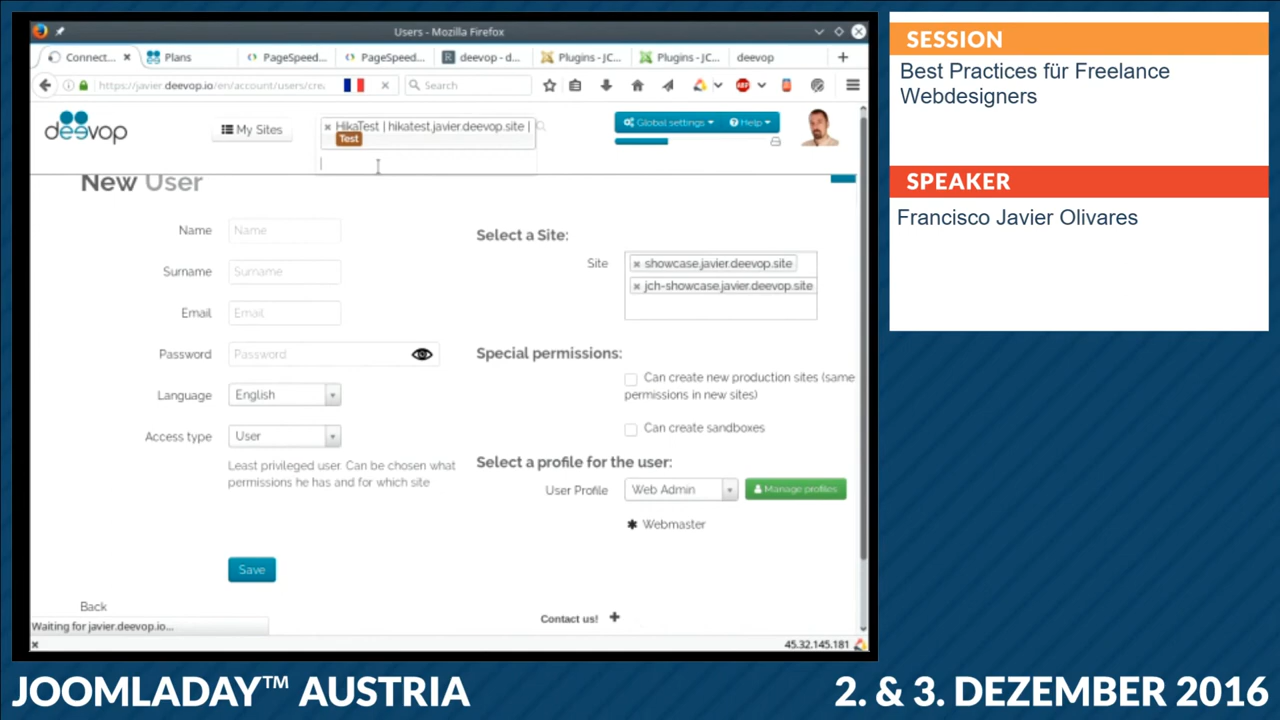 Users - Mozilla Firefox
Connect... Plans PageSpeed... PageSpeed... deevop - d... Plugins - JC... Plugins - JC... deevop
https://javier.deevop.io/en/account/users/cre Search
deevop
My Sites
HikaTest | hikatest.javier.deevop.site |
Test
Global settings Help
New User
Name Name
Surname Surname
Email Email
Password Password
Language English
Access type User
Least privileged user. Can be chosen what
permissions he has and for which site
Save
Back
Select a Site:
Site
showcase.javier.deevop.site
jch-showcase.javier.deevop.site
Special permissions:
Can create new production sites (same
permissions in new sites)
Can create sandboxes
Select a profile for the user:
User Profile Web Admin Manage profiles
Webmaster
Contact us!
Waiting for javier.deevop.io...
45.32.145.181
SESSION
Best Practices für Freelance
Webdesigners
SPEAKER
Francisco Javier Olivares
JOOMLADAY™ AUSTRIA
2. & 3. DEZEMBER 2016